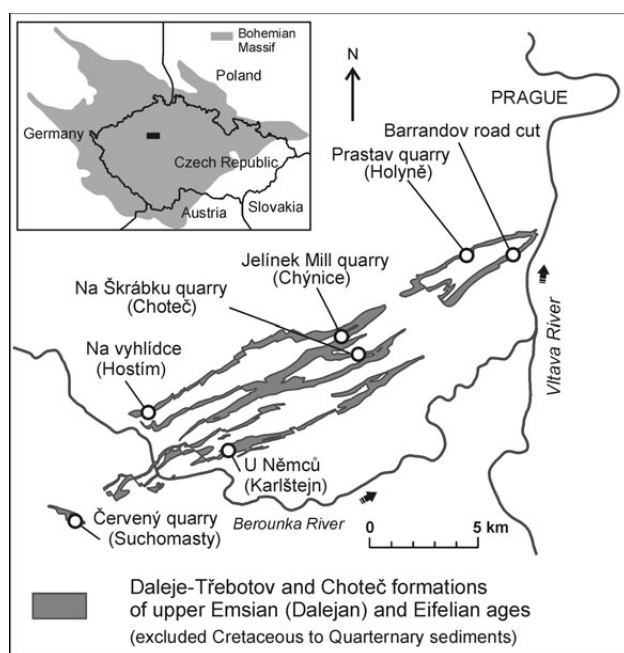 Bohemian
Massif
Poland
Germany
Czech Republic
Austria
Slovakia
N
PRAGUE
Barrandov road cut
Prastav quarry
(Holyně)
Jelínek Mill quarry
(Chýnice)
Na Škrábku quarry
(Choteč)
Na vyhlídce
(Hostím)
Vltava River
U Němců
(Karlštejn)
Červený quarry
(Suchomasty)
Berounka River
0 5 km
Daleje-Třebotov and Choteč formations
of upper Emsian (Dalejan) and Eifelian ages
(excluded Cretaceous to Quarternary sediments)